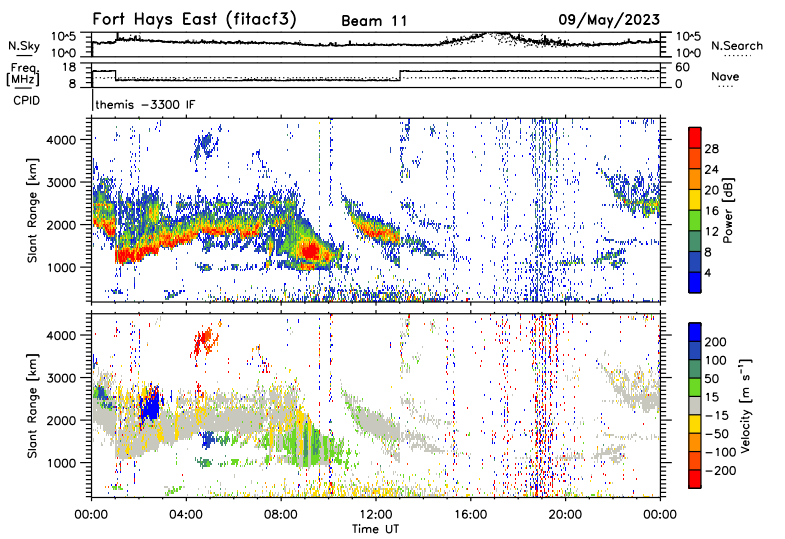 Fort Hays East (fitacf3) Beam 11 09/May/2023
N.Sky 10^5 10^0 10^5 10^0 N.Search
Freq. [MHz] 18 8 60 0 Nave
CPID themis −3300 IF
Slant Range [km] 4000 3000 2000 1000
Power [dB] 28 24 20 16 12 8 4
Slant Range [km] 4000 3000 2000 1000
Velocity [m s⁻¹] 200 100 50 15 −15 −50 −100 −200
00:00 04:00 08:00 12:00 16:00 20:00 00:00
Time UT